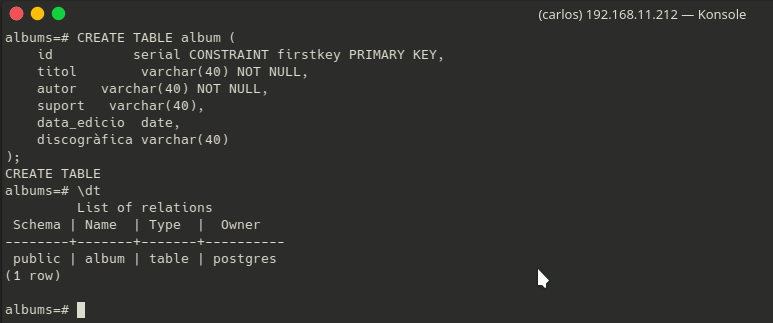 (carlos) 192.168.11.212 — Konsole
albums=# CREATE TABLE album (
    id          serial CONSTRAINT firstkey PRIMARY KEY,
    titol        varchar(40) NOT NULL,
    autor   varchar(40) NOT NULL,
    suport   varchar(40),
    data_edicio  date,
    discogràfica varchar(40)
);
CREATE TABLE
albums=# \dt
         List of relations
 Schema | Name  | Type  |  Owner
--------+-------+-------+----------
 public | album | table | postgres
(1 row)
albums=#